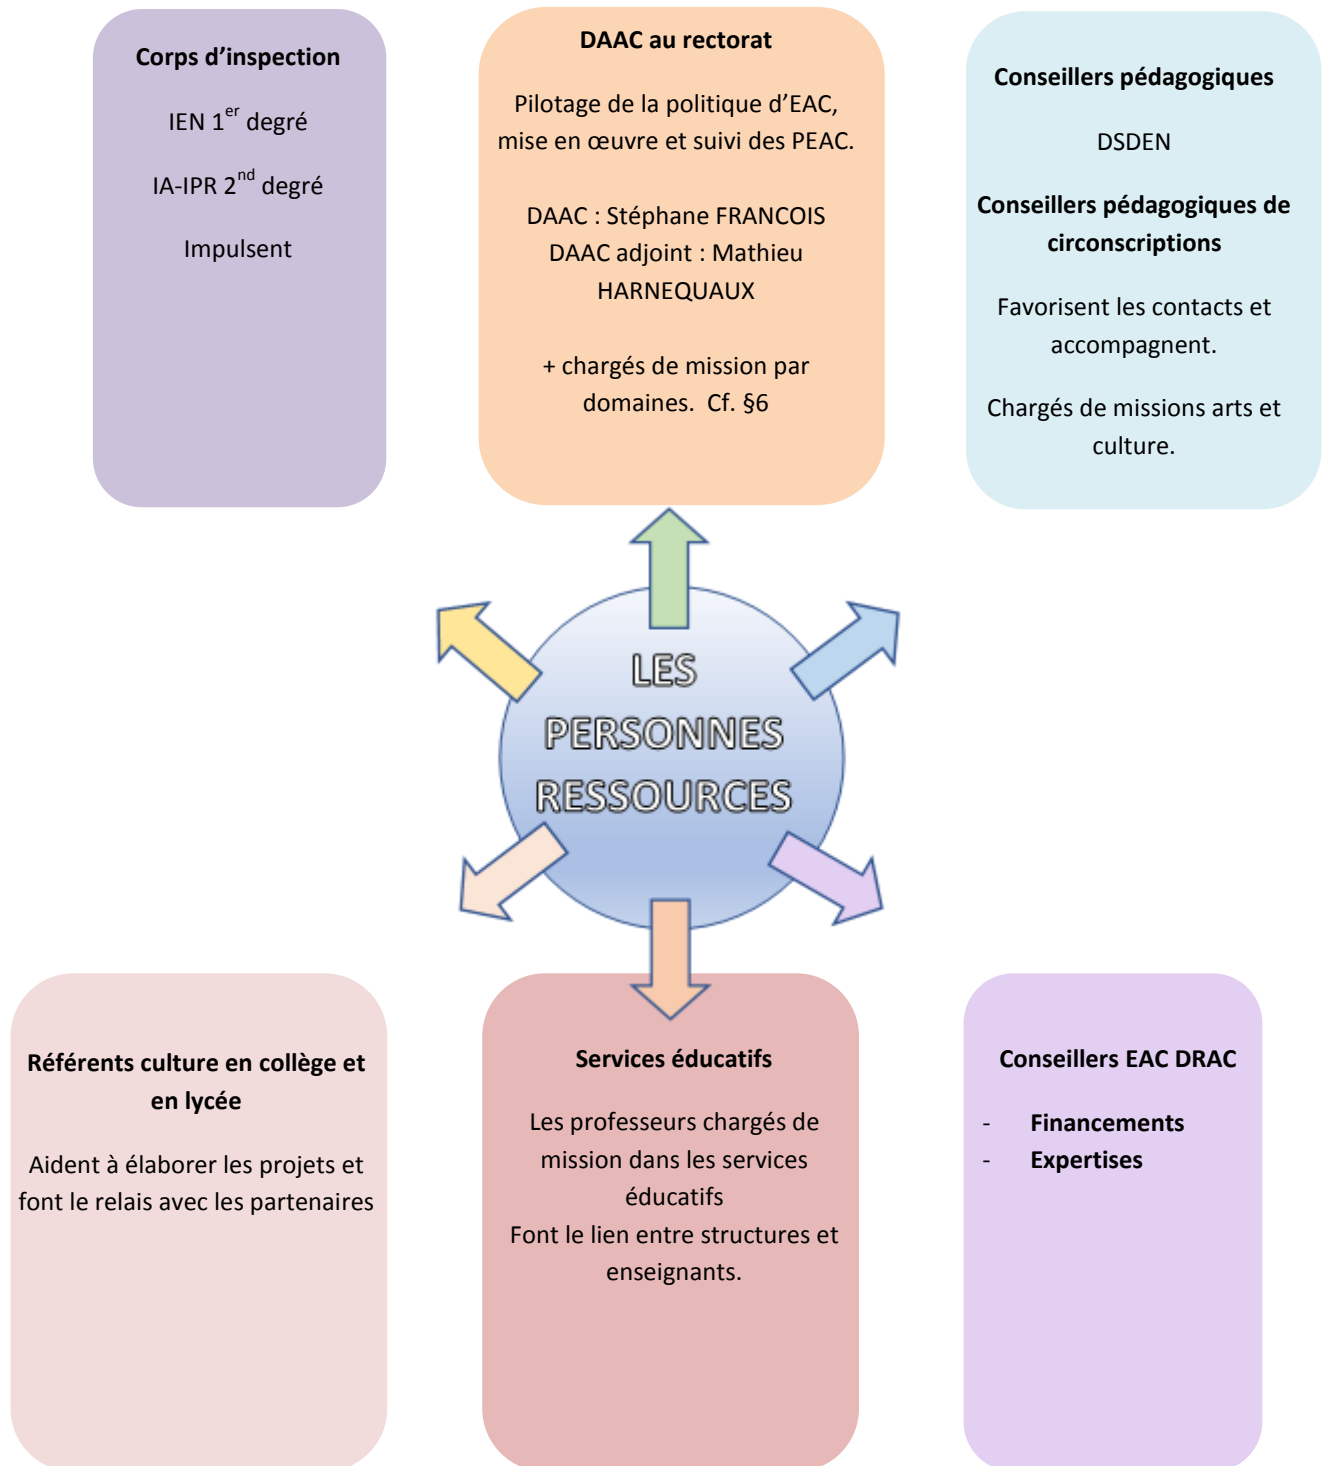 Corps d’inspection
IEN 1er degré
IA-IPR 2nd degré
Impulsent
DAAC au rectorat
Pilotage de la politique d’EAC,
mise en œuvre et suivi des PEAC.
DAAC : Stéphane FRANCOIS
DAAC adjoint : Mathieu
HARNEQUAUX
+ chargés de mission par
domaines. Cf. §6
Conseillers pédagogiques
DSDEN
Conseillers pédagogiques de
circonscriptions
Favorisent les contacts et
accompagnent.
Chargés de missions arts et
culture.
LES
PERSONNES
RESSOURCES
Référents culture en collège et
en lycée
Aident à élaborer les projets et
font le relais avec les partenaires
Services éducatifs
Les professeurs chargés de
mission dans les services
éducatifs
Font le lien entre structures et
enseignants.
Conseillers EAC DRAC
- Financements
- Expertises